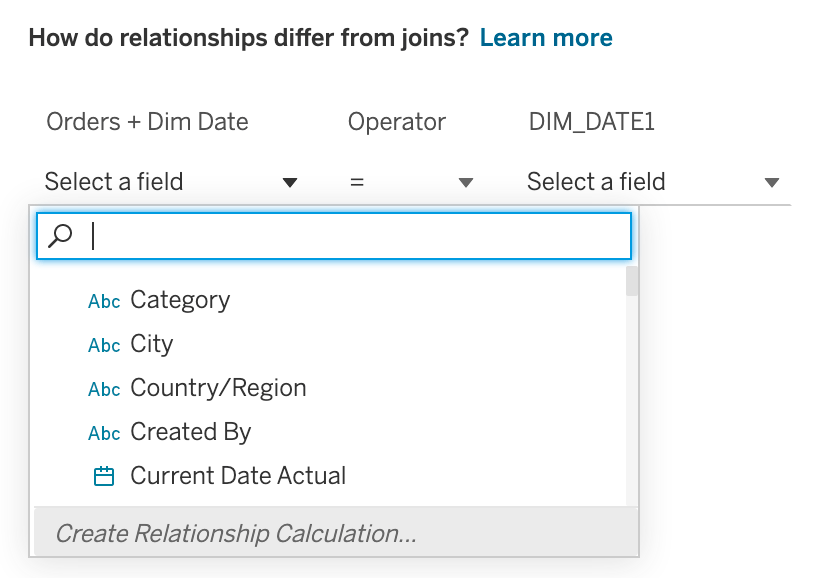 How do relationships differ from joins? Learn more
Orders + Dim Date Operator DIM_DATE1
Select a field = Select a field
Abc Category
Abc City
Abc Country/Region
Abc Created By
Current Date Actual
Create Relationship Calculation...